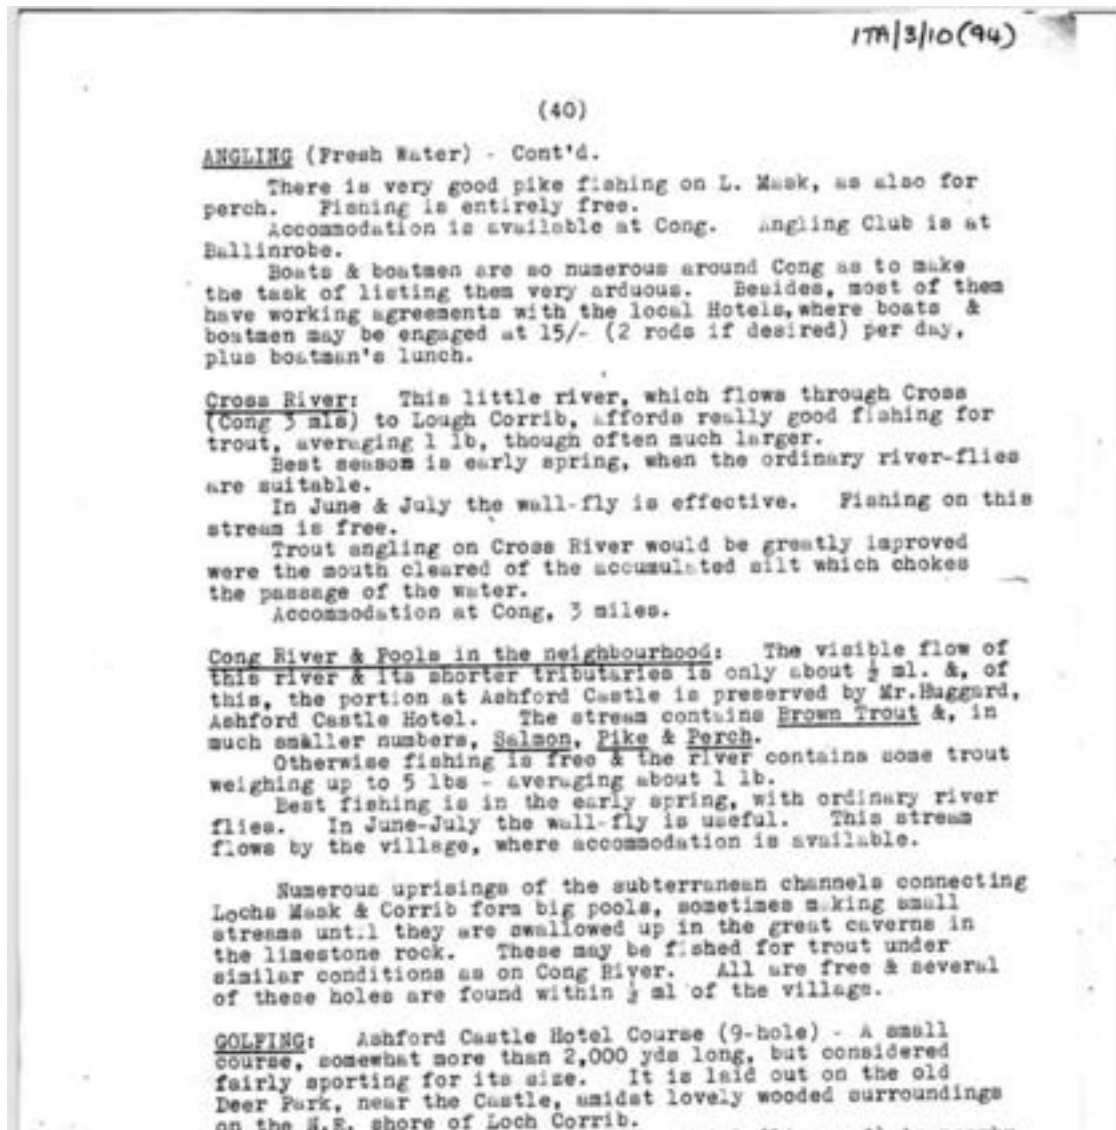 ITA/3/10(94)
(40)
ANGLING (Fresh Water) - Cont'd.
There is very good pike fishing on L. Mask, as also for
perch. Fishing is entirely free.
Accommodation is available at Cong. Angling Club is at
Ballinrobe.
Boats & boatmen are so numerous around Cong as to make
the task of listing them very arduous. Besides, most of them
have working agreements with the local Hotels, where boats &
boatmen may be engaged at 15/- (2 rods if desired) per day,
plus boatman's lunch.
Cross River: This little river, which flows through Cross
(Cong 3 mls) to Lough Corrib, affords really good fishing for
trout, averaging 1 lb, though often much larger.
Best season is early spring, when the ordinary river-flies
are suitable.
In June & July the wall-fly is effective. Fishing on this
stream is free.
Trout angling on Cross River would be greatly improved
were the mouth cleared of the accumulated silt which chokes
the passage of the water.
Accommodation at Cong, 3 miles.
Cong River & Pools in the neighbourhood: The visible flow of
this river & its shorter tributaries is only about ½ ml. &, of
this, the portion at Ashford Castle is preserved by Mr.Huggard,
Ashford Castle Hotel. The stream contains Brown Trout &, in
much smaller numbers, Salmon, Pike & Perch.
Otherwise fishing is free & the river contains some trout
weighing up to 5 lbs - averaging about 1 lb.
Best fishing is in the early spring, with ordinary river
flies. In June-July the wall-fly is useful. This stream
flows by the village, where accommodation is available.
Numerous uprisings of the subterranean channels connecting
Lochs Mask & Corrib form big pools, sometimes making small
streams until they are swallowed up in the great caverns in
the limestone rock. These may be fished for trout under
similar conditions as on Cong River. All are free & several
of these holes are found within ½ ml of the village.
GOLFING: Ashford Castle Hotel Course (9-hole) - A small
course, somewhat more than 2,000 yds long, but considered
fairly sporting for its size. It is laid out on the old
Deer Park, near the Castle, amidst lovely wooded surroundings
on the N.E. shore of Loch Corrib.